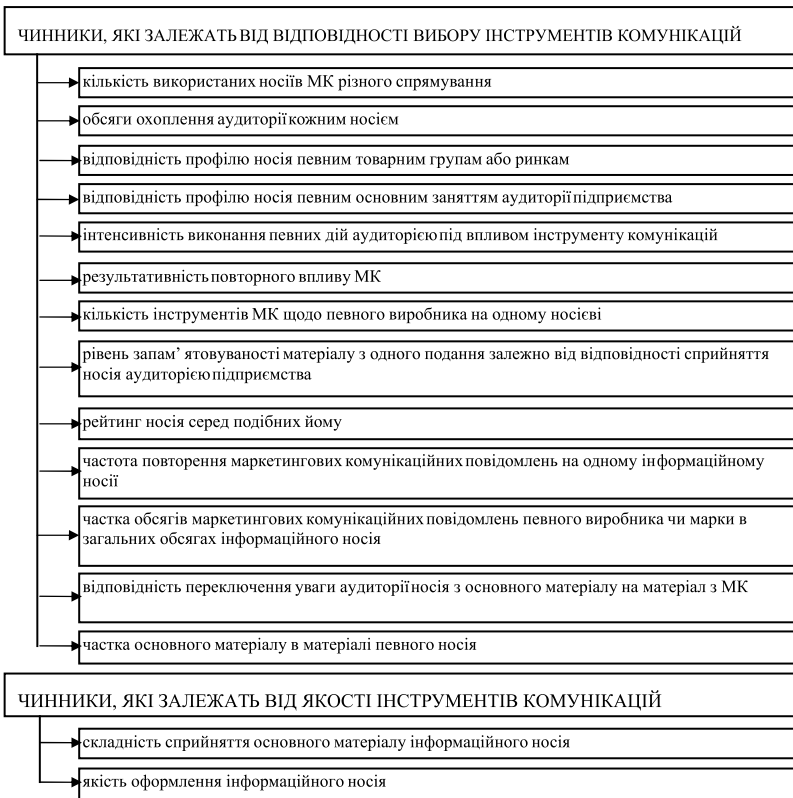 ЧИННИКИ, ЯКІ ЗАЛЕЖАТЬ ВІД ВІДПОВІДНОСТІ ВИБОРУ ІНСТРУМЕНТІВ КОМУНІКАЦІЙ
кількість використаних носіїв МК різного спрямування
обсяги охоплення аудиторії кожним носієм
відповідність профілю носія певним товарним групам або ринкам
відповідність профілю носія певним основним заняттям аудиторії підприємства
інтенсивність виконання певних дій аудиторією під впливом інструменту комунікацій
результативність повторного впливу МК
кількість інструментів МК щодо певного виробника на одному носієві
рівень запам’ ятовуваності матеріалу з одного подання залежно від відповідності сприйняття
носія аудиторією підприємства
рейтинг носія серед подібних йому
частота повторення маркетингових комунікаційних повідомлень на одному інформаційному
носії
частка обсягів маркетингових комунікаційних повідомлень певного виробника чи марки в
загальних обсягах інформаційного носія
відповідність переключення уваги аудиторії носія з основного матеріалу на матеріал з МК
частка основного матеріалу в матеріалі певного носія
ЧИННИКИ, ЯКІ ЗАЛЕЖАТЬ ВІД ЯКОСТІ ІНСТРУМЕНТІВ КОМУНІКАЦІЙ
складність сприйняття основного матеріалу інформаційного носія
якість оформлення інформаційного носія